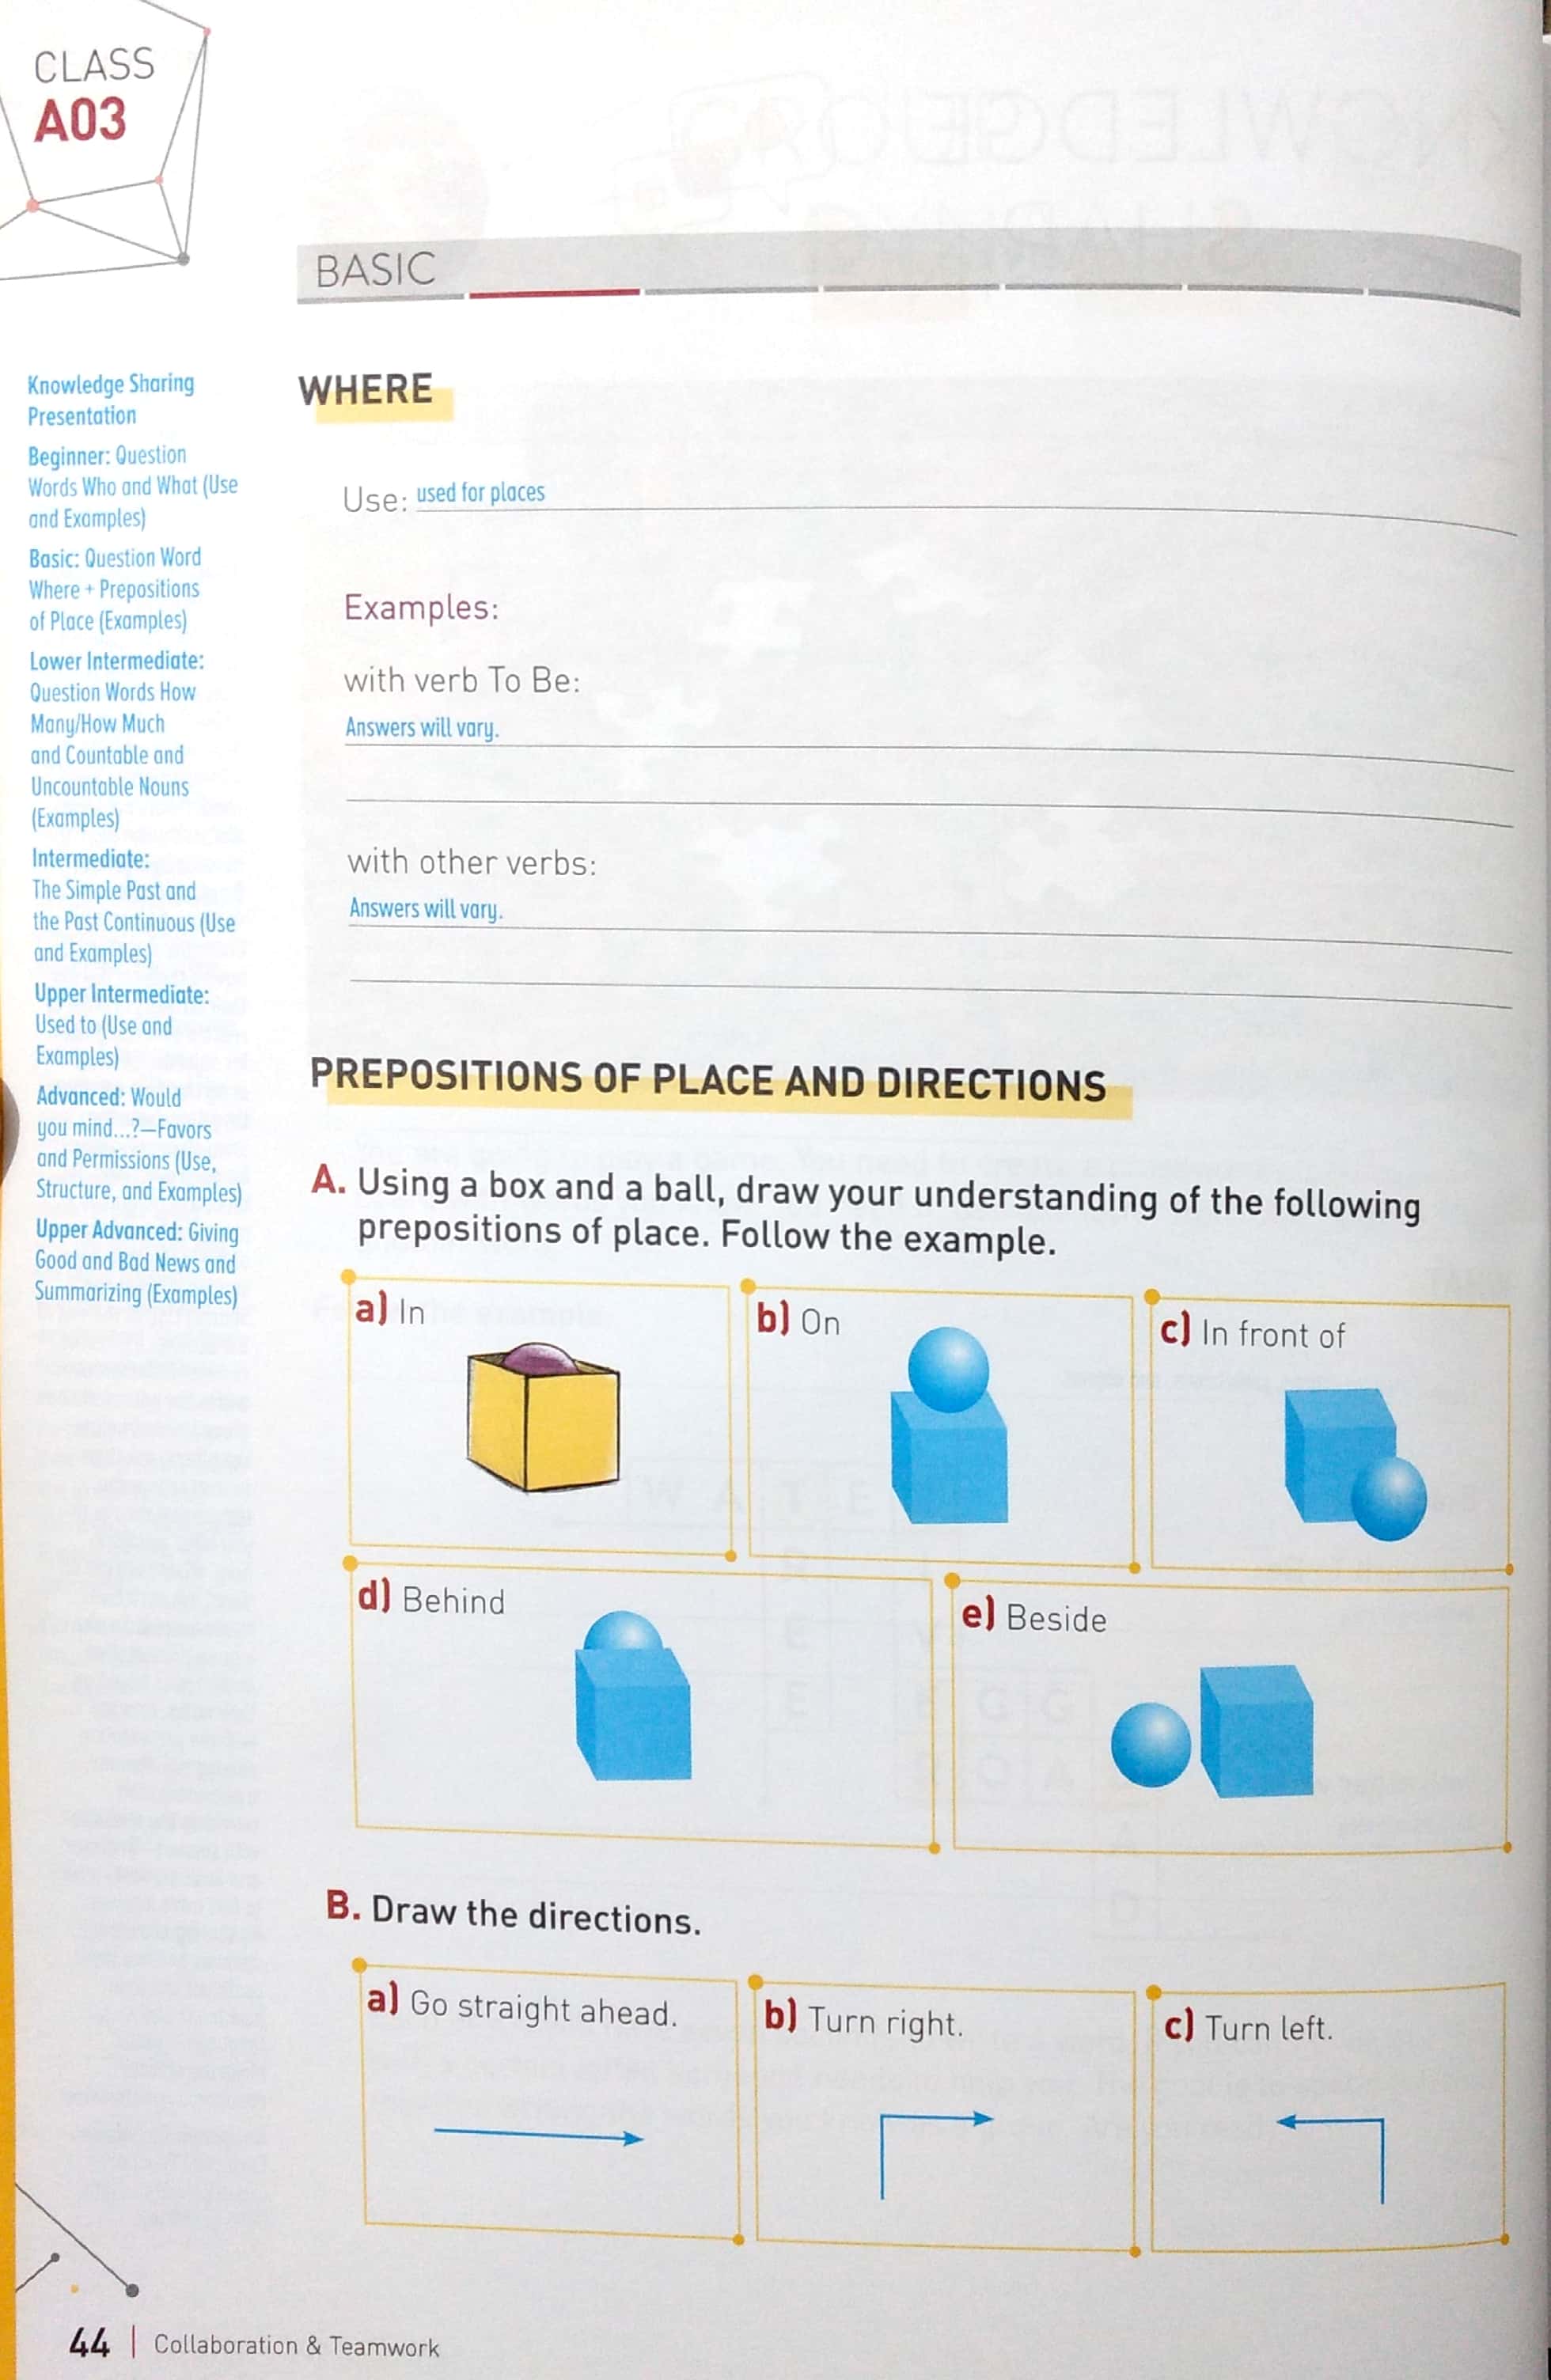 CLASS
A03
BASIC
Knowledge Sharing
Presentation
Beginner: Question
Words Who and What (Use
and Examples)
Basic: Question Word
Where + Prepositions
of Place (Examples)
Lower Intermediate:
Question Words How
Many/How Much
and Countable and
Uncountable Nouns
(Examples)
Intermediate:
The Simple Past and
the Past Continuous (Use
and Examples)
Upper Intermediate:
Used to (Use and
Examples)
Advanced: Would
you mind...?—Favors
and Permissions (Use,
Structure, and Examples)
Upper Advanced: Giving
Good and Bad News and
Summarizing (Examples)
WHERE
Use: used for places
Examples:
with verb To Be:
Answers will vary.
with other verbs:
Answers will vary.
PREPOSITIONS OF PLACE AND DIRECTIONS
A. Using a box and a ball, draw your understanding of the following
prepositions of place. Follow the example.
a) In
b) On
c) In front of
d) Behind
e) Beside
B. Draw the directions.
a) Go straight ahead.
b) Turn right.
c) Turn left.
44 | Collaboration & Teamwork